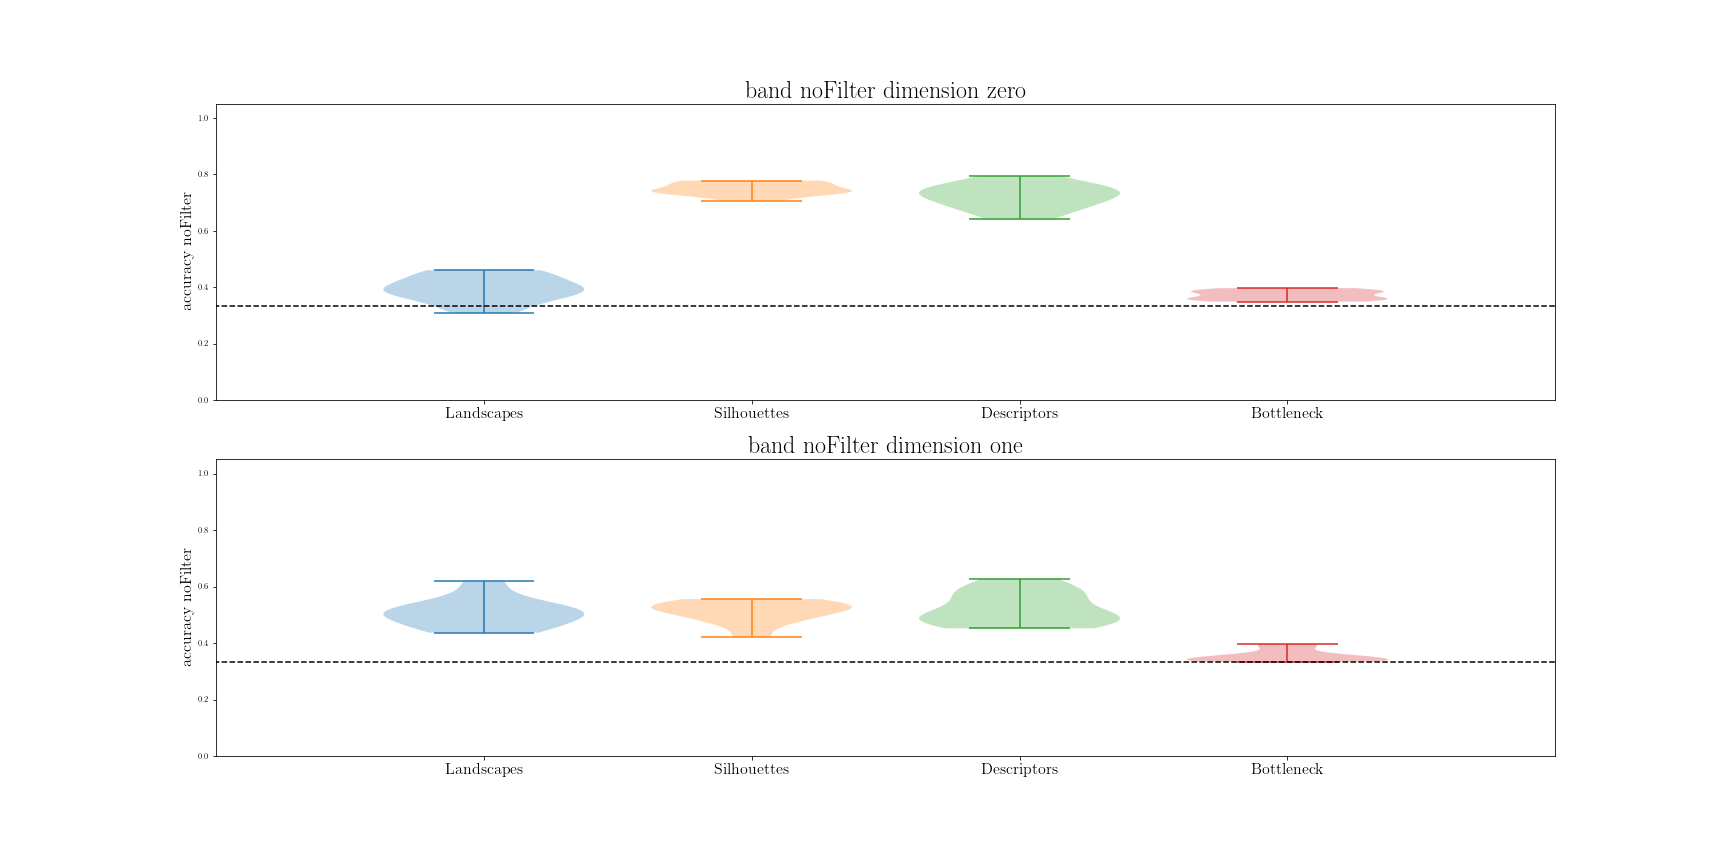 band noFilter dimension zero
accuracy noFilter
1.0
0.8
0.6
0.4
0.2
0.0
Landscapes Silhouettes Descriptors Bottleneck
band noFilter dimension one
accuracy noFilter
1.0
0.8
0.6
0.4
0.2
0.0
Landscapes Silhouettes Descriptors Bottleneck